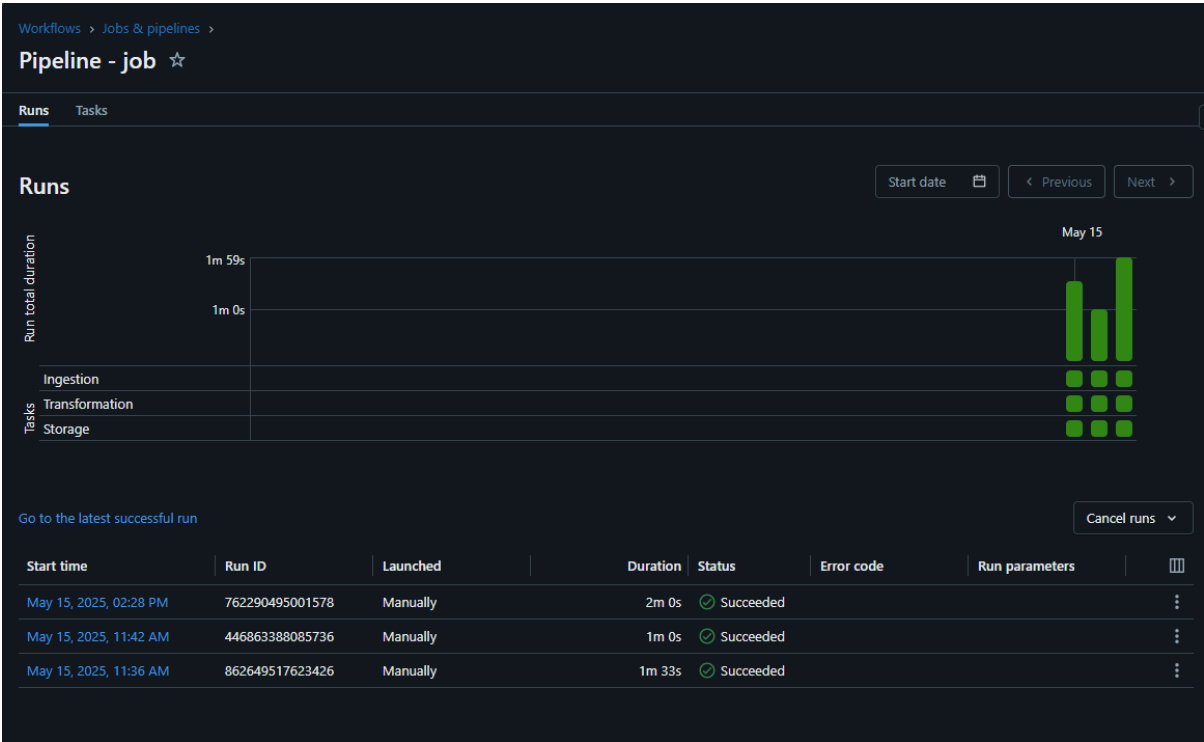 Workflows › Jobs & pipelines ›
Pipeline - job
Runs Tasks
Runs
Start date
‹ Previous
Next ›
May 15
Run total duration
1m 59s
1m 0s
Tasks
Ingestion
Transformation
Storage
Go to the latest successful run
Cancel runs
Start time Run ID Launched Duration Status Error code Run parameters
May 15, 2025, 02:28 PM 762290495001578 Manually 2m 0s Succeeded
May 15, 2025, 11:42 AM 446863388085736 Manually 1m 0s Succeeded
May 15, 2025, 11:36 AM 862649517623426 Manually 1m 33s Succeeded